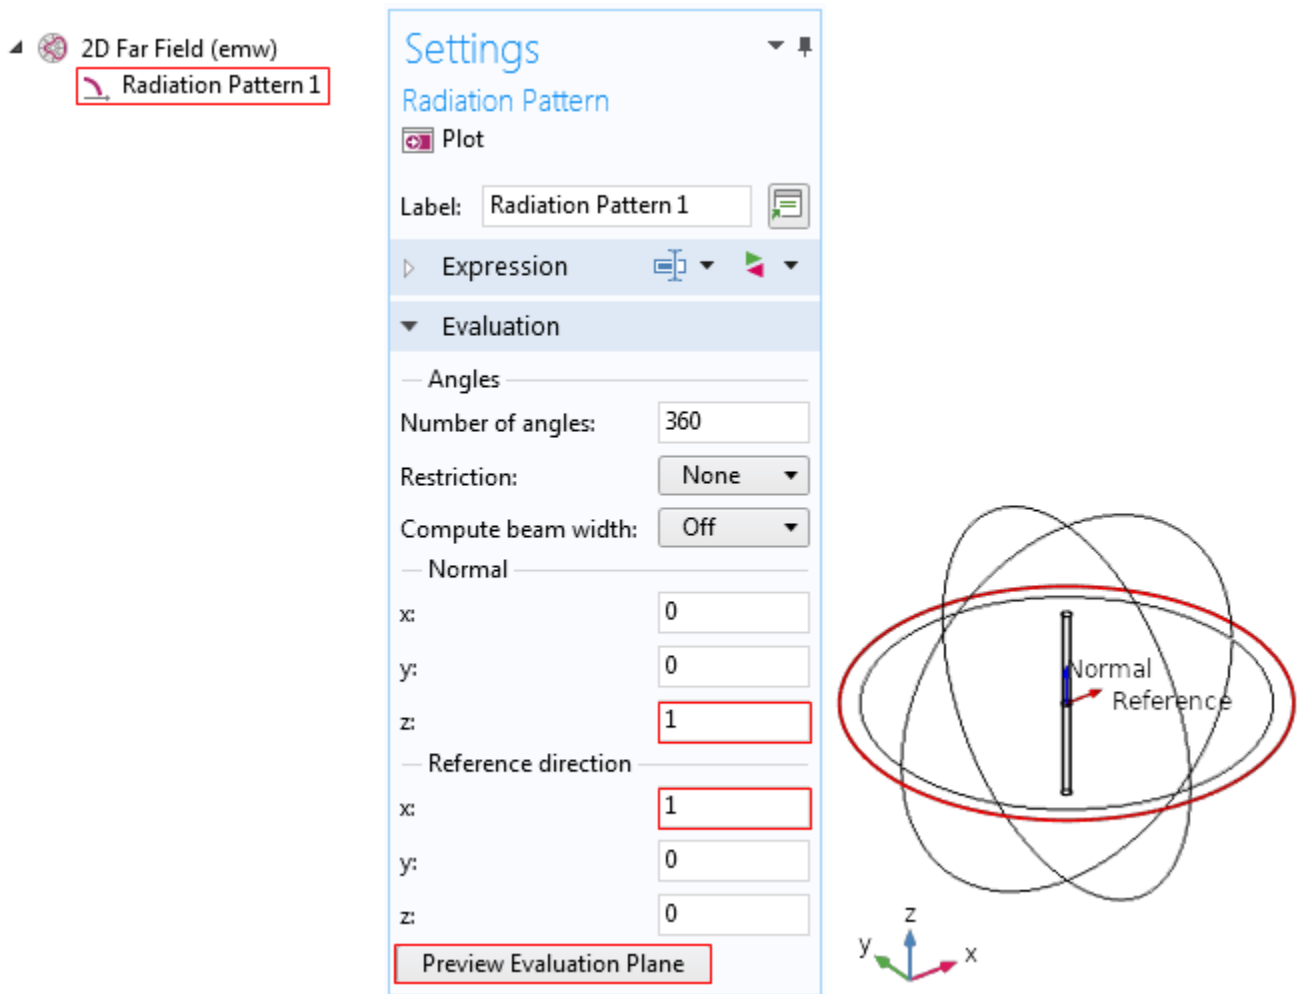 2D Far Field (emw)
Radiation Pattern 1
Settings
Radiation Pattern
Plot
Label: Radiation Pattern 1
Expression
Evaluation
Angles
Number of angles: 360
Restriction: None
Compute beam width: Off
Normal
x: 0
y: 0
z: 1
Reference direction
x: 1
y: 0
z: 0
Preview Evaluation Plane
Normal
Reference
z
y
x